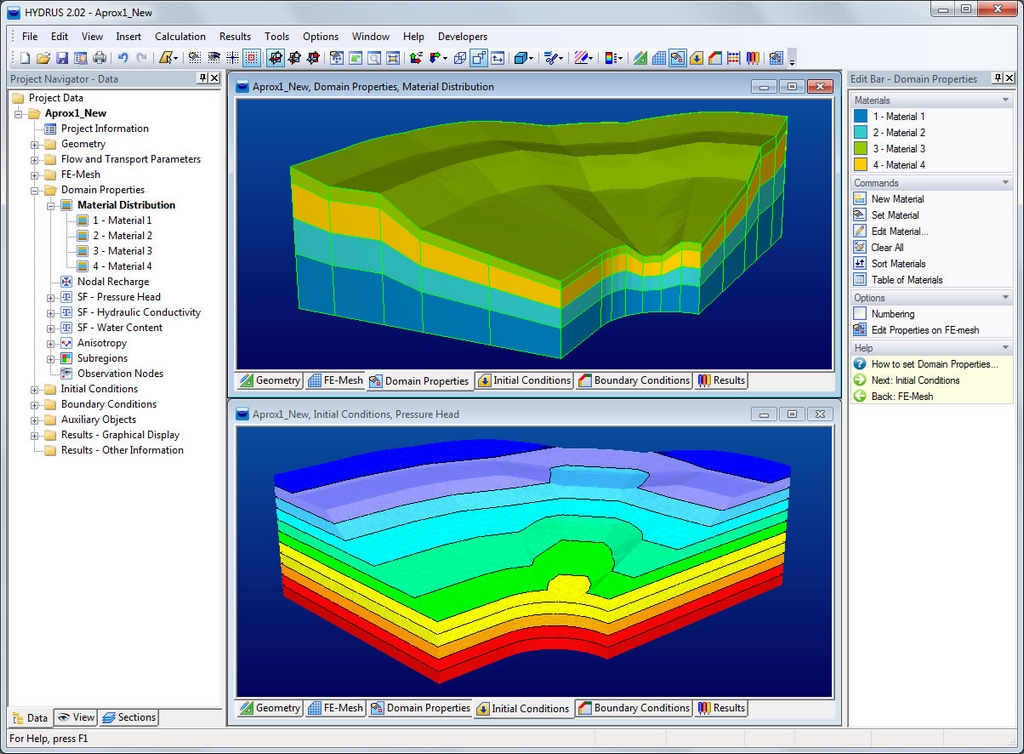 HYDRUS 2.02 - Aprox1_New
File Edit View Insert Calculation Results Tools Options Window Help Developers
Project Navigator - Data
Project Data
Aprox1_New
Project Information
Geometry
Flow and Transport Parameters
FE-Mesh
Domain Properties
Material Distribution
1 - Material 1
2 - Material 2
3 - Material 3
4 - Material 4
Nodal Recharge
SF - Pressure Head
SF - Hydraulic Conductivity
SF - Water Content
Anisotropy
Subregions
Observation Nodes
Initial Conditions
Boundary Conditions
Auxiliary Objects
Results - Graphical Display
Results - Other Information
Data View Sections
Aprox1_New, Domain Properties, Material Distribution
Geometry FE-Mesh Domain Properties Initial Conditions Boundary Conditions Results
Aprox1_New, Initial Conditions, Pressure Head
Geometry FE-Mesh Domain Properties Initial Conditions Boundary Conditions Results
Edit Bar - Domain Properties
Materials
1 - Material 1
2 - Material 2
3 - Material 3
4 - Material 4
Commands
New Material
Set Material
Edit Material...
Clear All
Sort Materials
Table of Materials
Options
Numbering
Edit Properties on FE-mesh
Help
How to set Domain Properties...
Next: Initial Conditions
Back: FE-Mesh
For Help, press F1